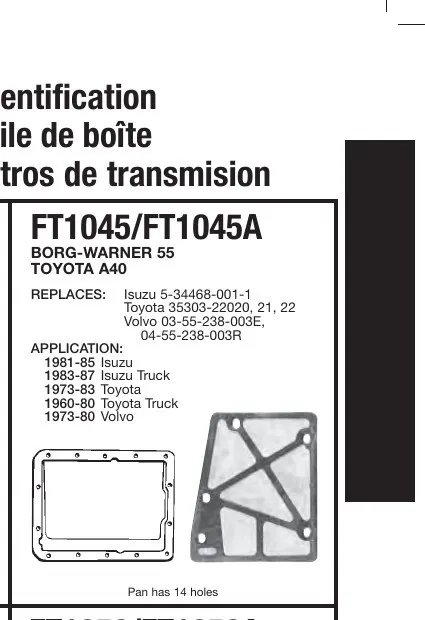 entification
ile de boîte
tros de transmision
FT1045/FT1045A
BORG-WARNER 55
TOYOTA A40
REPLACES: Isuzu 5-34468-001-1
Toyota 35303-22020, 21, 22
Volvo 03-55-238-003E,
04-55-238-003R
APPLICATION:
1981-85 Isuzu
1983-87 Isuzu Truck
1973-83 Toyota
1960-80 Toyota Truck
1973-80 Volvo
Pan has 14 holes